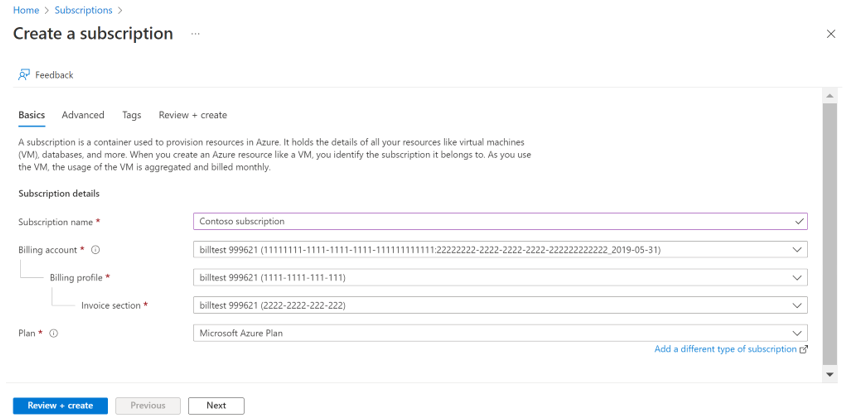 Home > Subscriptions >
Create a subscription ...
Feedback
Basics Advanced Tags Review + create
A subscription is a container used to provision resources in Azure. It holds the details of all your resources like virtual machines
(VM), databases, and more. When you create an Azure resource like a VM, you identify the subscription it belongs to. As you use
the VM, the usage of the VM is aggregated and billed monthly.
Subscription details
Subscription name * Contoso subscription
Billing account * billtest 999621 (11111111-1111-1111-1111-111111111111:22222222-2222-2222-2222-222222222222_2019-05-31)
Billing profile * billtest 999621 (1111-1111-111-111)
Invoice section * billtest 999621 (2222-2222-222-222)
Plan * Microsoft Azure Plan
Add a different type of subscription
Review + create Previous Next